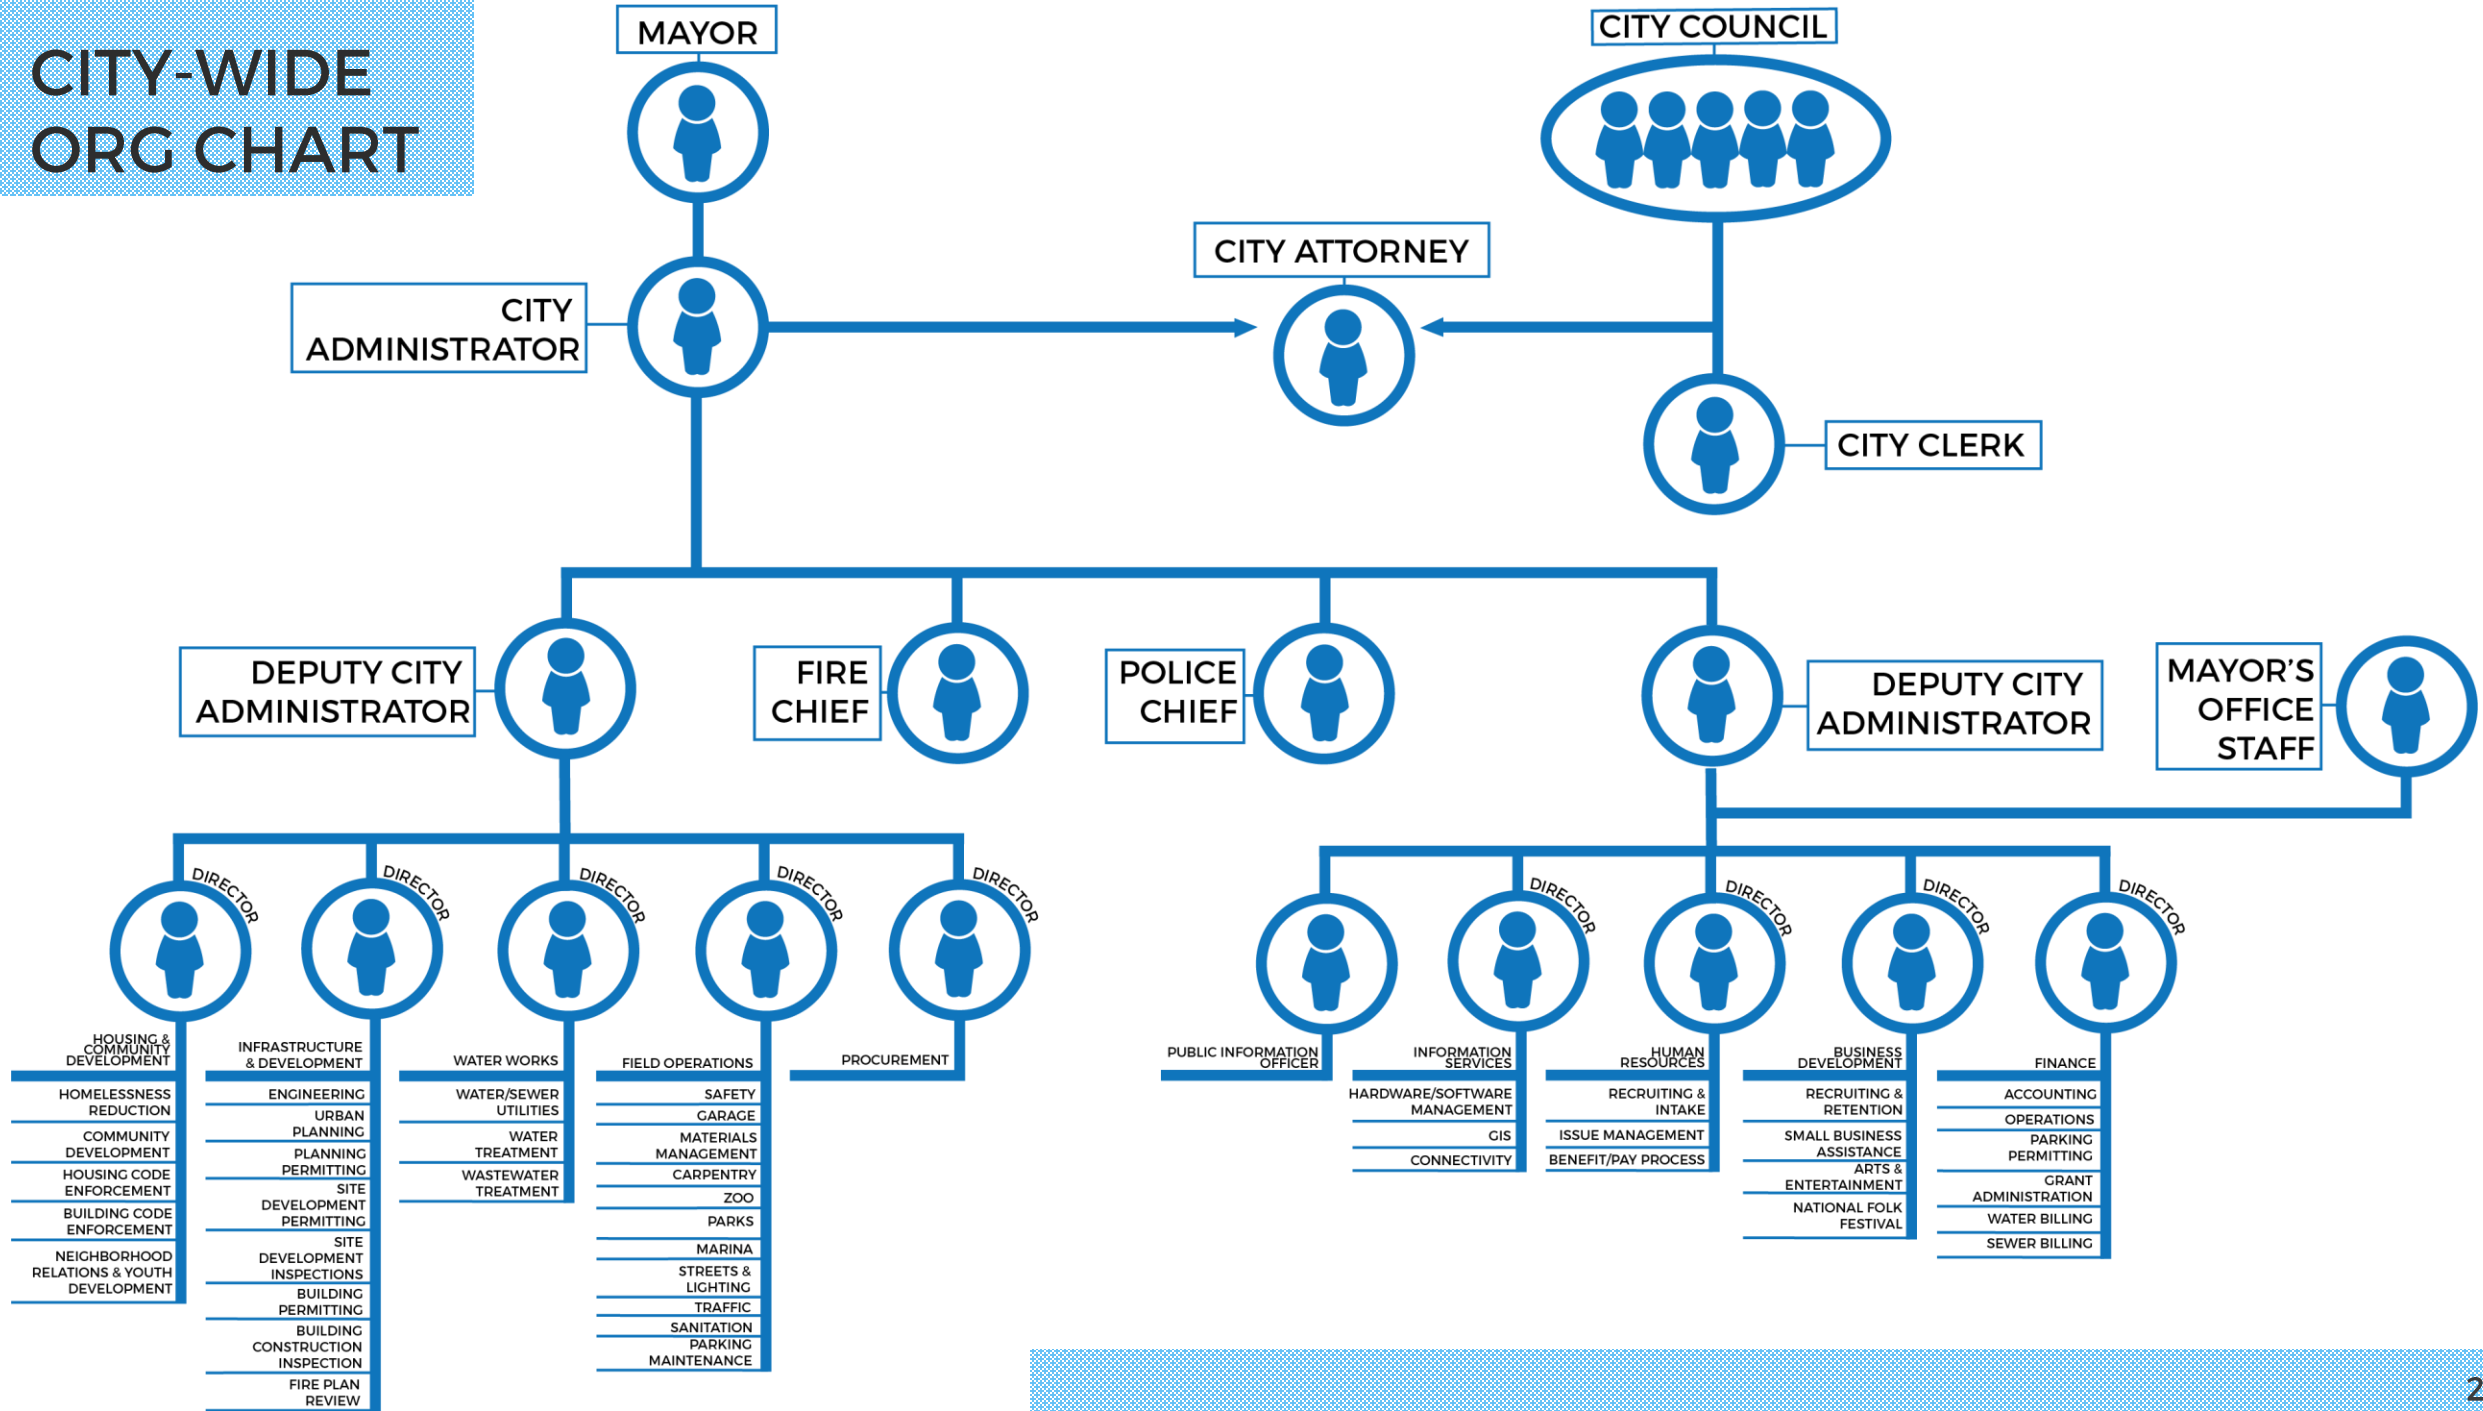 CITY-WIDE
ORG CHART
MAYOR
CITY COUNCIL
CITY ATTORNEY
CITY
ADMINISTRATOR
CITY CLERK
DEPUTY CITY
ADMINISTRATOR
FIRE
CHIEF
POLICE
CHIEF
DEPUTY CITY
ADMINISTRATOR
MAYOR'S
OFFICE
STAFF
DIRECTOR
DIRECTOR
DIRECTOR
DIRECTOR
DIRECTOR
DIRECTOR
DIRECTOR
DIRECTOR
DIRECTOR
HOUSING &
COMMUNITY
DEVELOPMENT
HOMELESSNESS
REDUCTION
COMMUNITY
DEVELOPMENT
HOUSING CODE
ENFORCEMENT
BUILDING CODE
ENFORCEMENT
NEIGHBORHOOD
RELATIONS & YOUTH
DEVELOPMENT
INFRASTRUCTURE
& DEVELOPMENT
ENGINEERING
URBAN
PLANNING
PLANNING
PERMITTING
SITE
DEVELOPMENT
PERMITTING
SITE
DEVELOPMENT
INSPECTIONS
BUILDING
PERMITTING
BUILDING
CONSTRUCTION
INSPECTION
FIRE PLAN
REVIEW
WATER WORKS
WATER/SEWER
UTILITIES
WATER
TREATMENT
WASTEWATER
TREATMENT
FIELD OPERATIONS
SAFETY
GARAGE
MATERIALS
MANAGEMENT
CARPENTRY
ZOO
PARKS
MARINA
STREETS &
LIGHTING
TRAFFIC
SANITATION
PARKING
MAINTENANCE
PROCUREMENT
PUBLIC INFORMATION
OFFICER
INFORMATION
SERVICES
HARDWARE/SOFTWARE
MANAGEMENT
GIS
CONNECTIVITY
HUMAN
RESOURCES
RECRUITING &
INTAKE
ISSUE MANAGEMENT
BENEFIT/PAY PROCESS
BUSINESS
DEVELOPMENT
RECRUITING &
RETENTION
SMALL BUSINESS
ASSISTANCE
ARTS &
ENTERTAINMENT
NATIONAL FOLK
FESTIVAL
FINANCE
ACCOUNTING
OPERATIONS
PARKING
PERMITTING
GRANT
ADMINISTRATION
WATER BILLING
SEWER BILLING
2